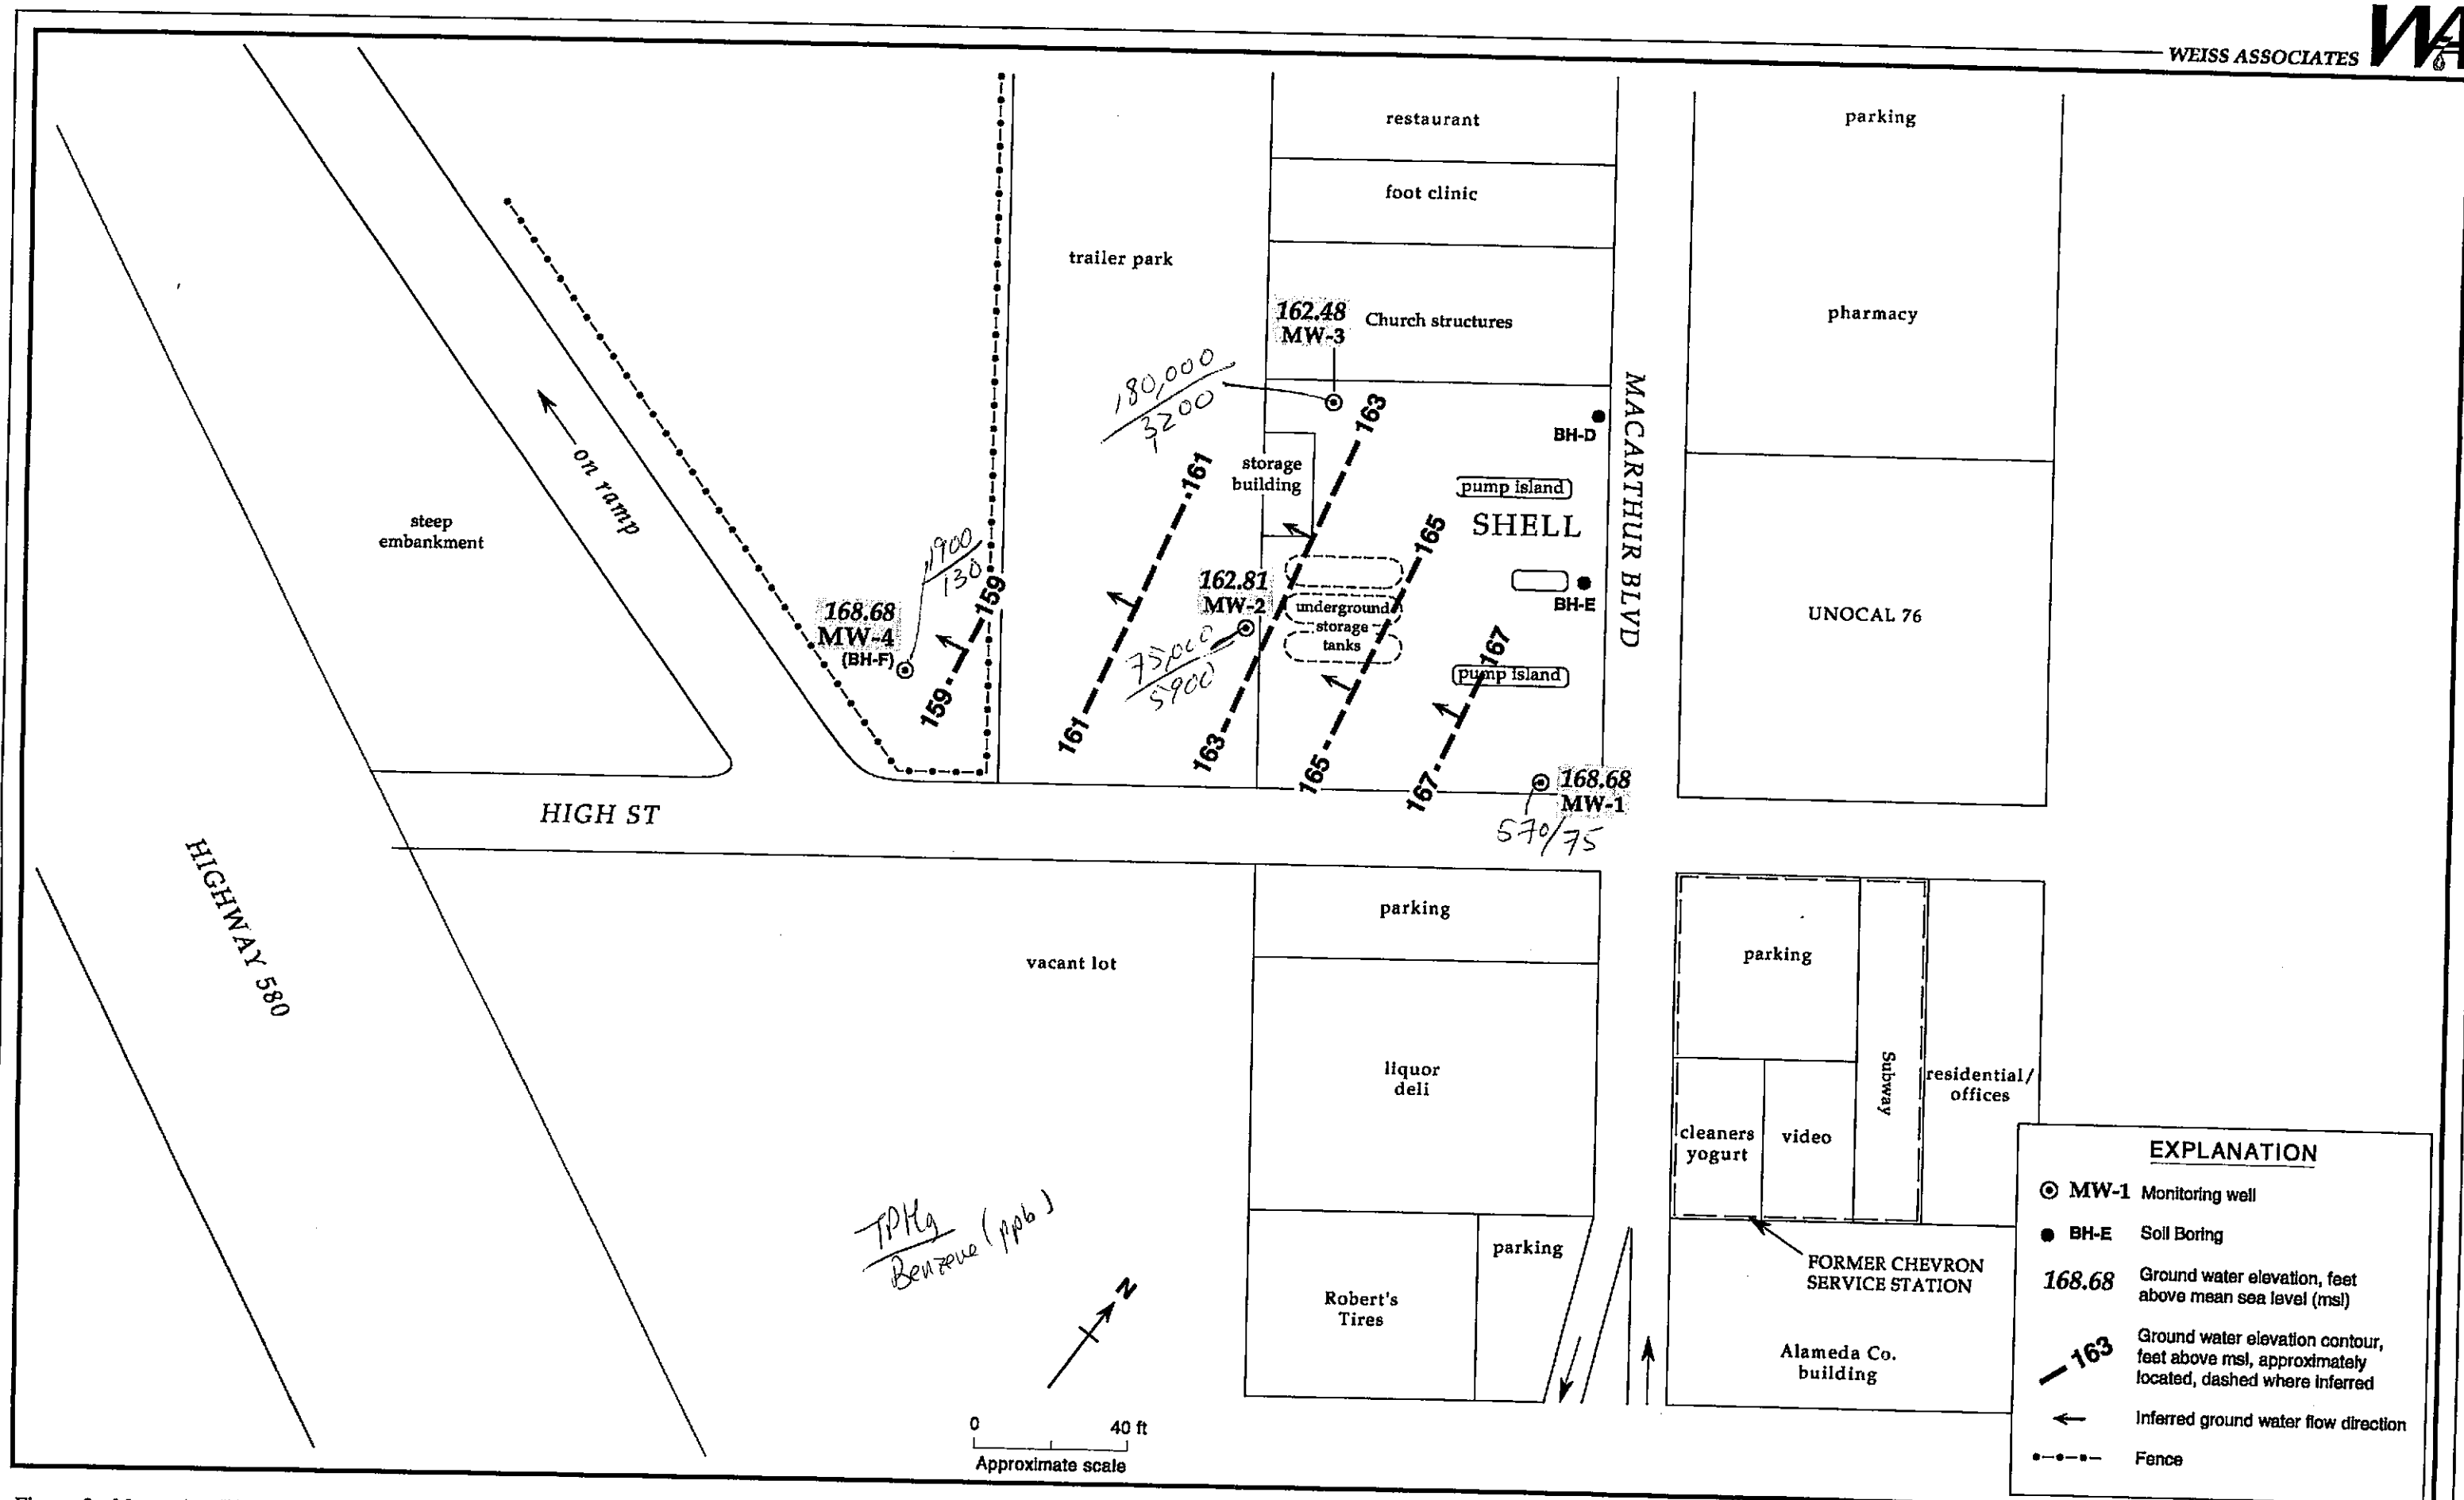 WEISS ASSOCIATES WA
restaurant
parking
foot clinic
trailer park
162.48
MW-3
Church structures
pharmacy
180,000
3200
163
MACARTHUR BLVD
BH-D
161
storage
building
pump island
SHELL
on ramp
steep
embankment
165
1900
130
159
162.81
MW-2
underground
storage
tanks
BH-E
UNOCAL 76
168.68
MW-4
(BH-F)
75,000
5900
167
pump island
159
161
163
165
167
168.68
MW-1
570/75
HIGH ST
HIGHWAY 580
parking
vacant lot
parking
liquor
deli
Subway
residential/
offices
cleaners
yogurt
video
TPHg
Benzene (ppb)
N
parking
Robert's
Tires
FORMER CHEVRON
SERVICE STATION
Alameda Co.
building
0 40 ft
Approximate scale
EXPLANATION
MW-1 Monitoring well
BH-E Soil Boring
168.68 Ground water elevation, feet
above mean sea level (msl)
163 Ground water elevation contour,
feet above msl, approximately
located, dashed where inferred
Inferred ground water flow direction
Fence